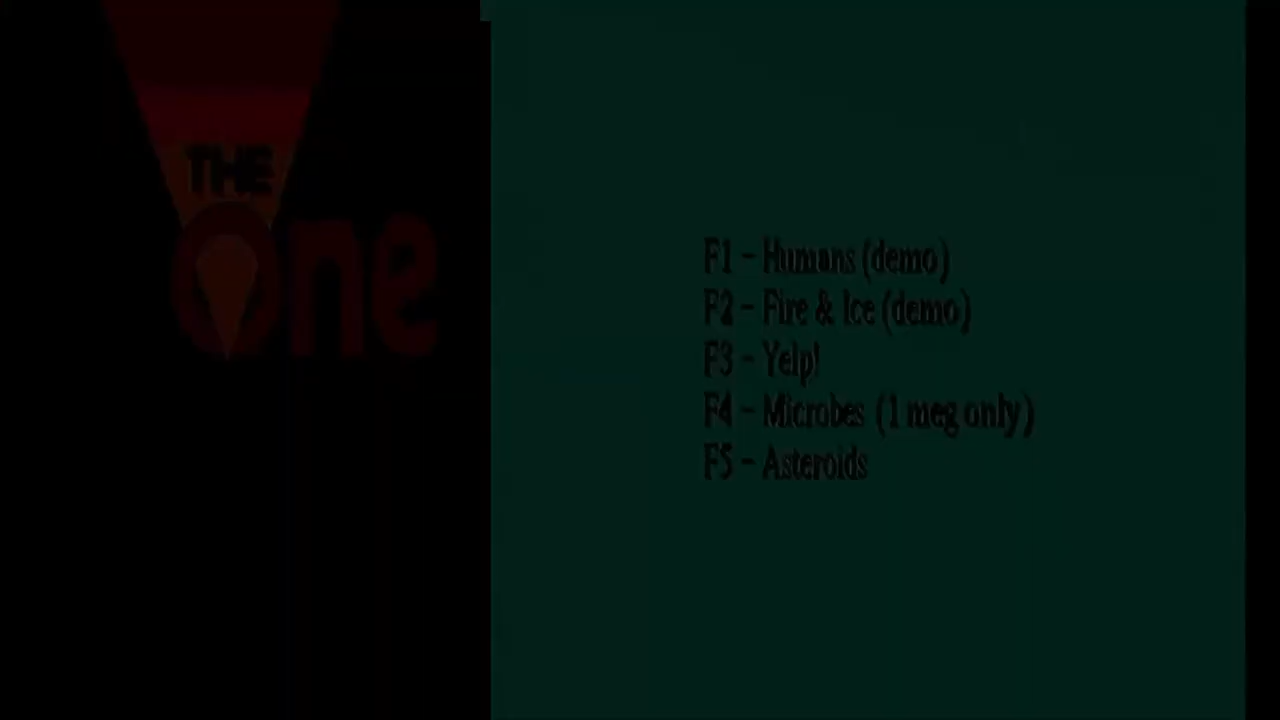 THE
One
F1 - Humans (demo)
F2 - Fire & Ice (demo)
F3 - Yelp!
F4 - Microbes (1 meg only)
F5 - Asteroids